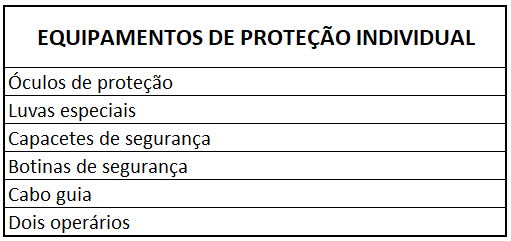 EQUIPAMENTOS DE PROTEÇÃO INDIVIDUAL
Óculos de proteção
Luvas especiais
Capacetes de segurança
Botinas de segurança
Cabo guia
Dois operários